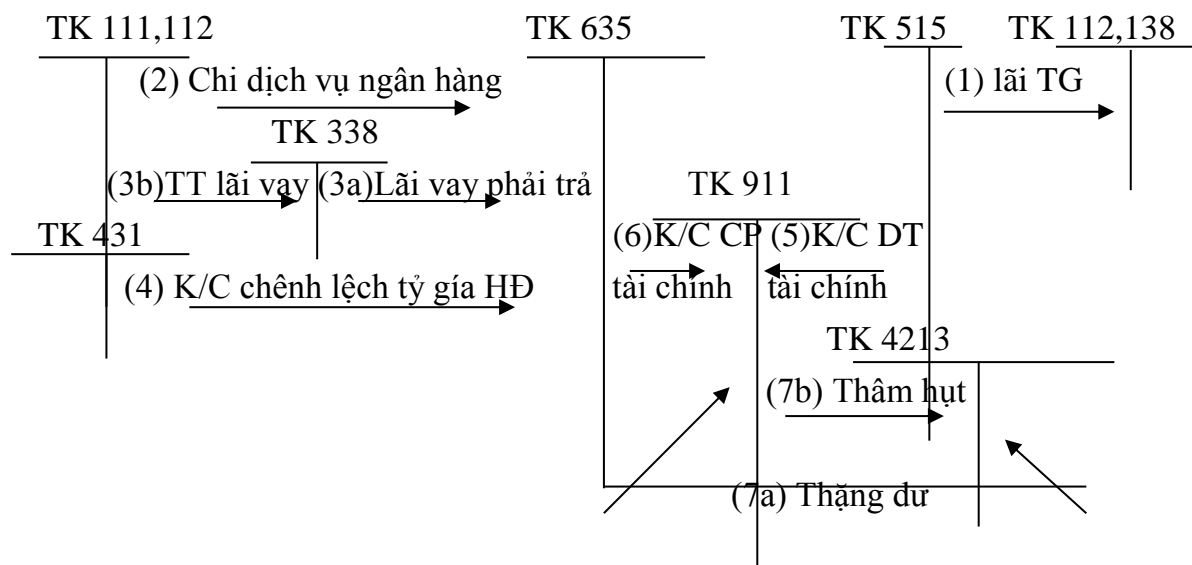 TK 111,112 TK 635 TK 515 TK 112,138
(2) Chi dịch vụ ngân hàng (1) lãi TG
TK 338
(3b)TT lãi vay (3a)Lãi vay phải trả TK 911
TK 431 (6)K/C CP (5)K/C DT
(4) K/C chênh lệch tỷ gía HĐ tài chính tài chính
TK 4213
(7b) Thâm hụt
(7a) Thặng dư